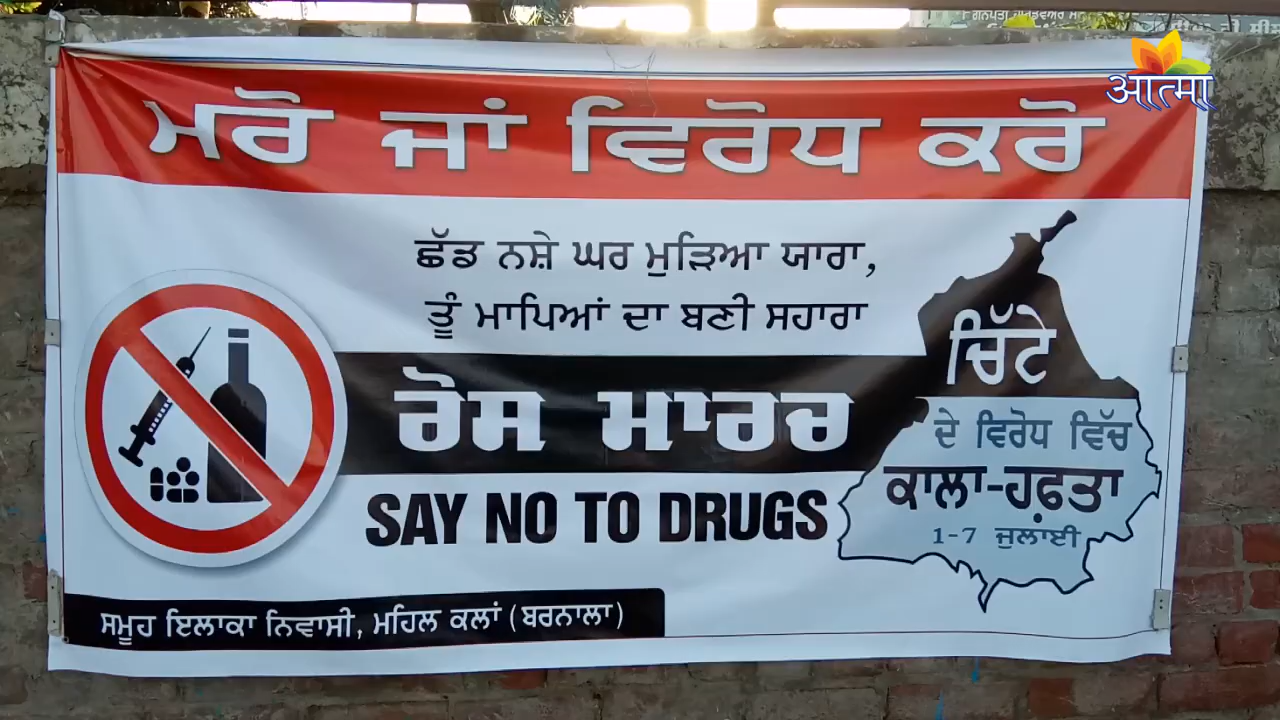 आत्मा
ਮਰੋ ਜਾਂ ਵਿਰੋਧ ਕਰੋ
ਛੱਡ ਨਸ਼ੇ ਘਰ ਮੁੜਿਆ ਯਾਰਾ,
ਤੂੰ ਮਾਪਿਆਂ ਦਾ ਬਣੀ ਸਹਾਰਾ
ਰੋਸ ਮਾਰਚ
SAY NO TO DRUGS
ਚਿੱਟੇ
ਦੇ ਵਿਰੋਧ ਵਿੱਚ
ਕਾਲਾ-ਹਫ਼ਤਾ
1-7 ਜੁਲਾਈ
ਸਮੂਹ ਇਲਾਕਾ ਨਿਵਾਸੀ, ਮਹਿਲ ਕਲਾਂ (ਬਰਨਾਲਾ)